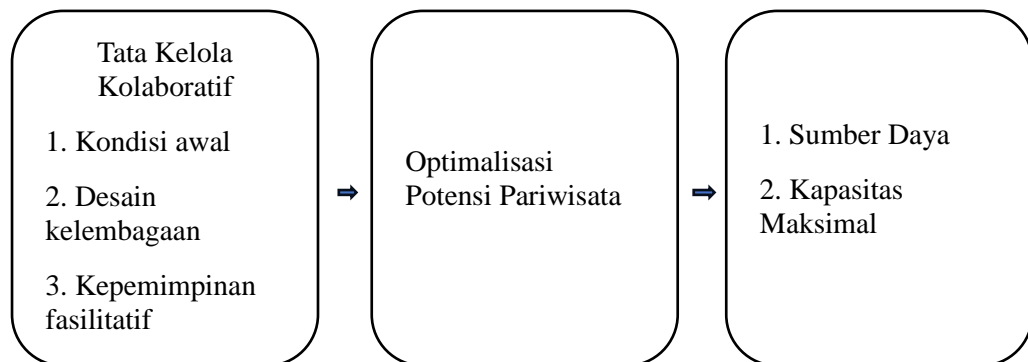 Tata Kelola
Kolaboratif
1. Kondisi awal
2. Desain
kelembagaan
3. Kepemimpinan
fasilitatif
Optimalisasi
Potensi Pariwisata
1. Sumber Daya
2. Kapasitas
Maksimal